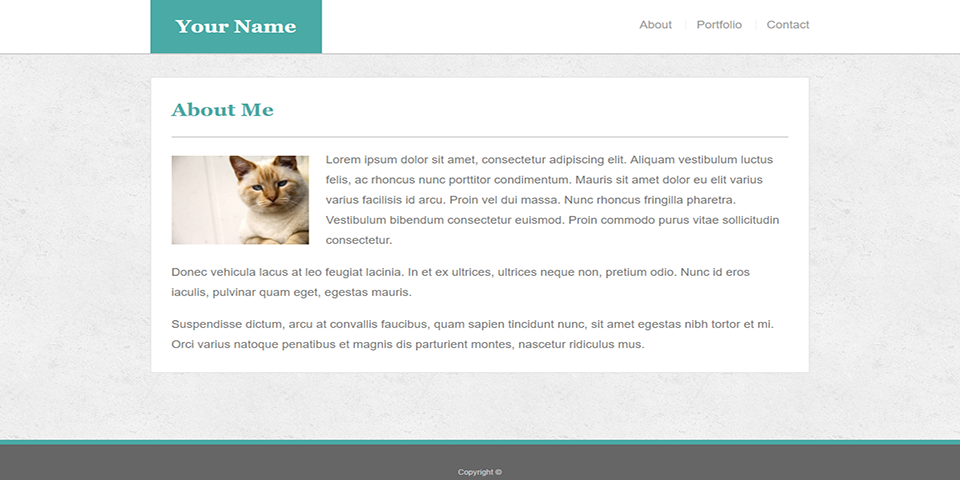 Your Name
About
Portfolio
Contact
About Me
Lorem ipsum dolor sit amet, consectetur adipiscing elit. Aliquam vestibulum luctus
felis, ac rhoncus nunc porttitor condimentum. Mauris sit amet dolor eu elit varius
varius facilisis id arcu. Proin vel dui massa. Nunc rhoncus fringilla pharetra.
Vestibulum bibendum consectetur euismod. Proin commodo purus vitae sollicitudin
consectetur.
Donec vehicula lacus at leo feugiat lacinia. In et ex ultrices, ultrices neque non, pretium odio. Nunc id eros
iaculis, pulvinar quam eget, egestas mauris.
Suspendisse dictum, arcu at convallis faucibus, quam sapien tincidunt nunc, sit amet egestas nibh tortor et mi.
Orci varius natoque penatibus et magnis dis parturient montes, nascetur ridiculus mus.
Copyright ©